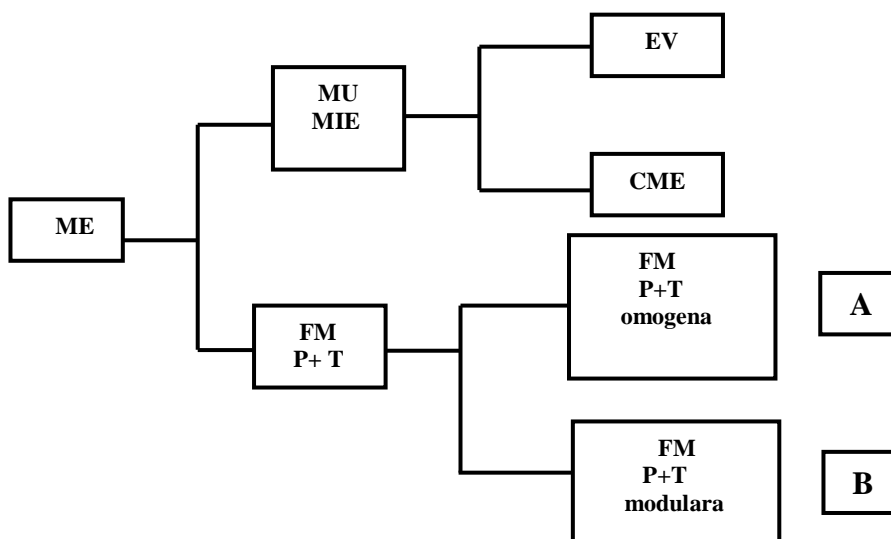 EV
MU
MIE
CME
ME
FM
P+T
omogena
A
FM
P+ T
FM
P+T
modulara
B